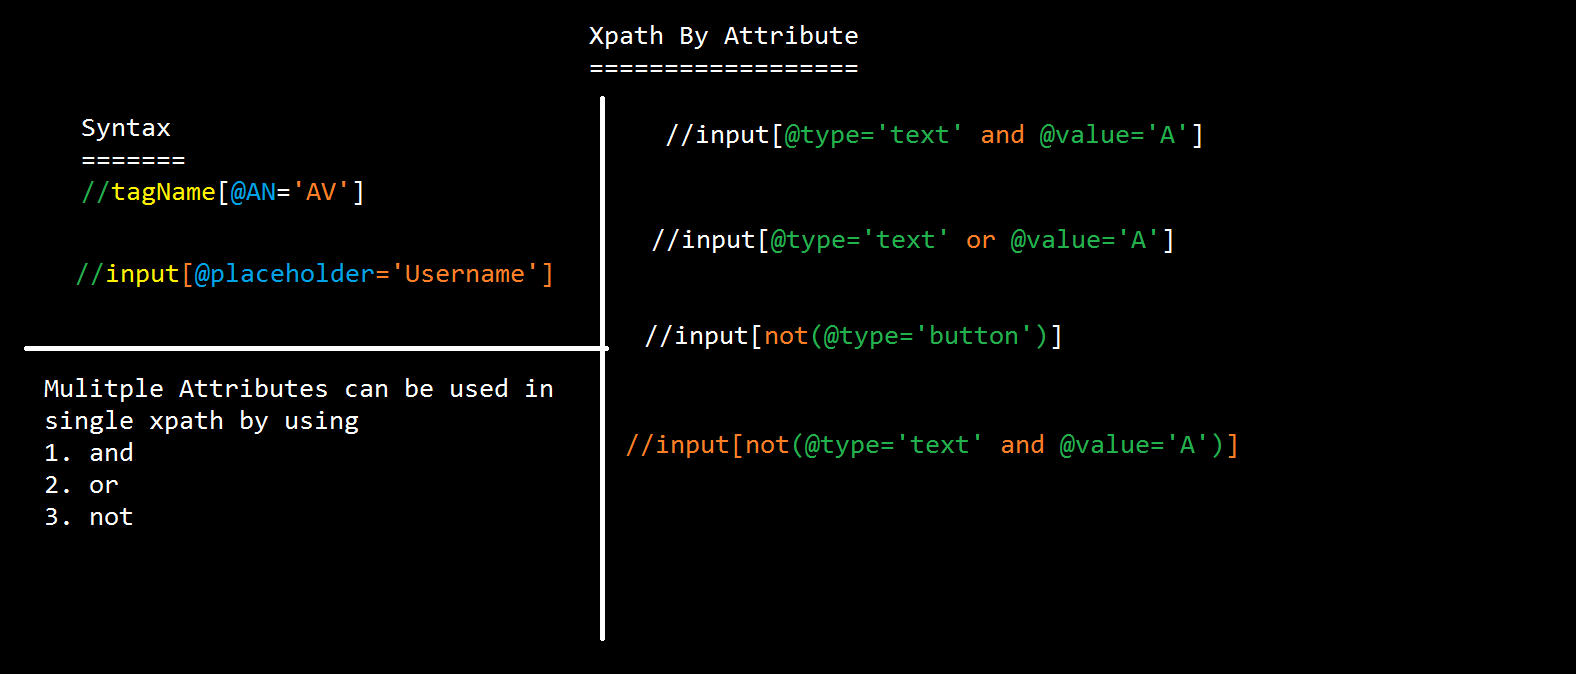 Xpath By Attribute
==================
Syntax
=======
//tagName[@AN='AV']
//input[@placeholder='Username']
Mulitple Attributes can be used in
single xpath by using
1. and
2. or
3. not
//input[@type='text' and @value='A']
//input[@type='text' or @value='A']
//input[not(@type='button')]
//input[not(@type='text' and @value='A')]